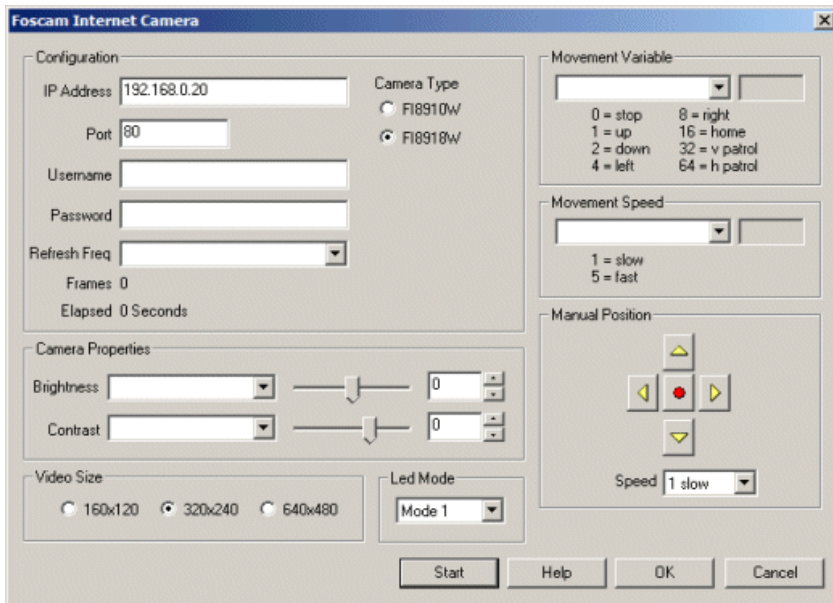 Foscam Internet Camera
Configuration
IP Address 192.168.0.20
Port 80
Username
Password
Refresh Freq
Frames 0
Elapsed 0 Seconds
Camera Type
FI8910W
FI8918W
Camera Properties
Brightness 0
Contrast 0
Video Size
160x120 320x240 640x480
Led Mode
Mode 1
Movement Variable
0 = stop 8 = right
1 = up 16 = home
2 = down 32 = v patrol
4 = left 64 = h patrol
Movement Speed
1 = slow
5 = fast
Manual Position
Speed 1 slow
Start Help OK Cancel